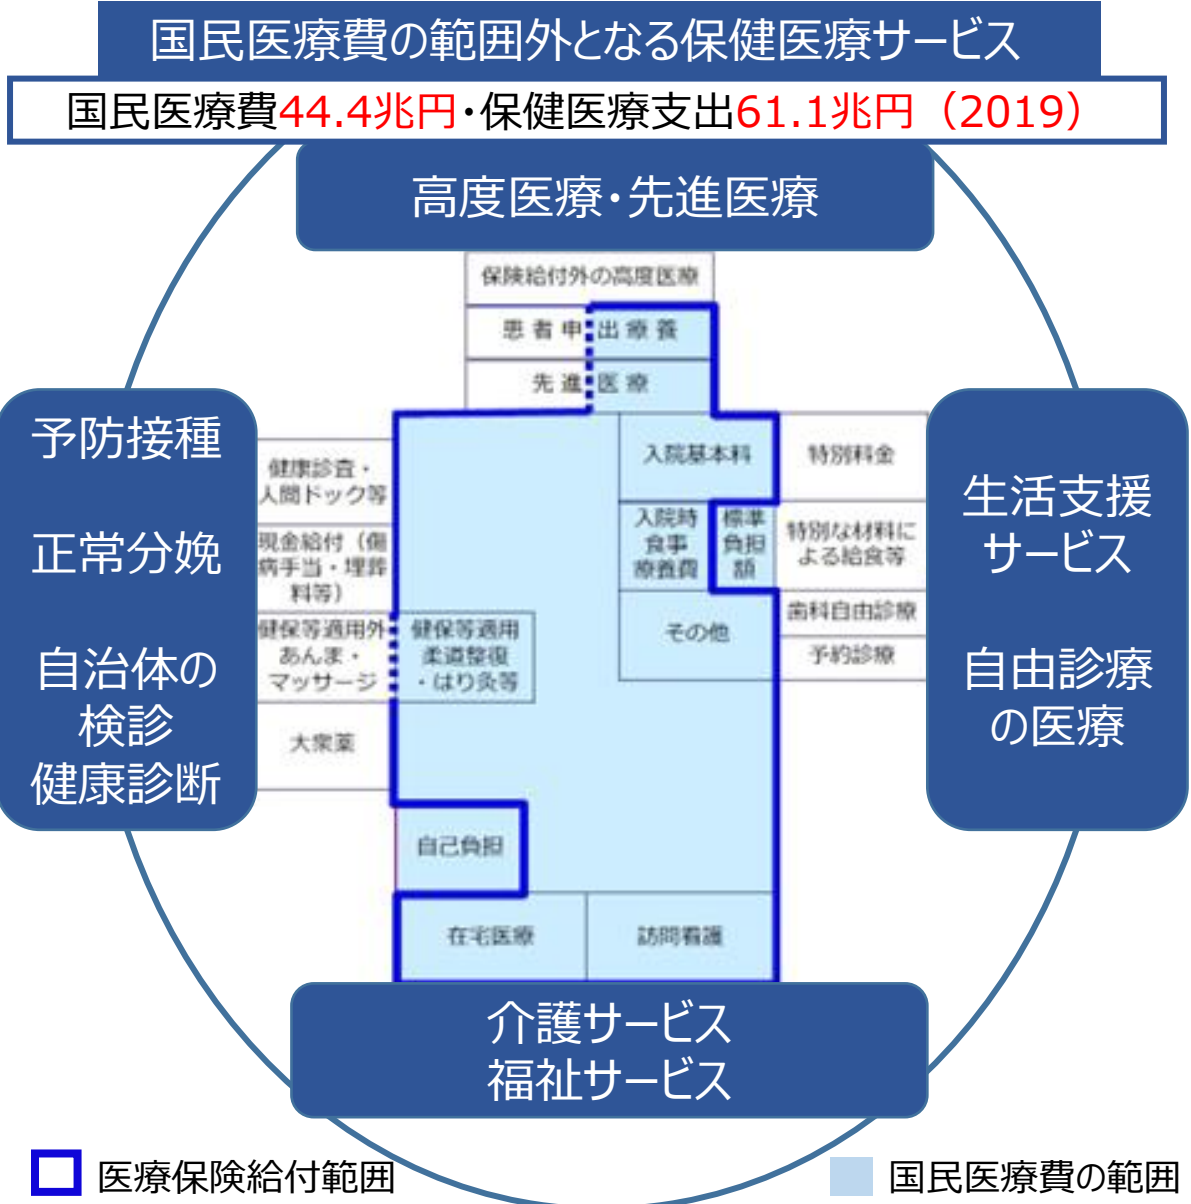 国民医療費の範囲外となる保健医療サービス
国民医療費44.4兆円・保健医療支出61.1兆円（2019）
高度医療・先進医療
保険給付外の高度医療
患者申出療養
先進医療
予防接種
正常分娩
自治体の
検診
健康診断
健康診査・
人間ドック等
現金給付（傷
病手当・埋葬
料等）
健保等適用外
あんま・
マッサージ
健保等適用
柔道整復
・はり灸等
大衆薬
入院基本料
特別料金
入院時
食事
療養費
標準
負担
額
特別な材料に
よる給食等
その他
歯科自由診療
予約診療
生活支援
サービス
自由診療
の医療
自己負担
在宅医療
訪問看護
介護サービス
福祉サービス
医療保険給付範囲
国民医療費の範囲